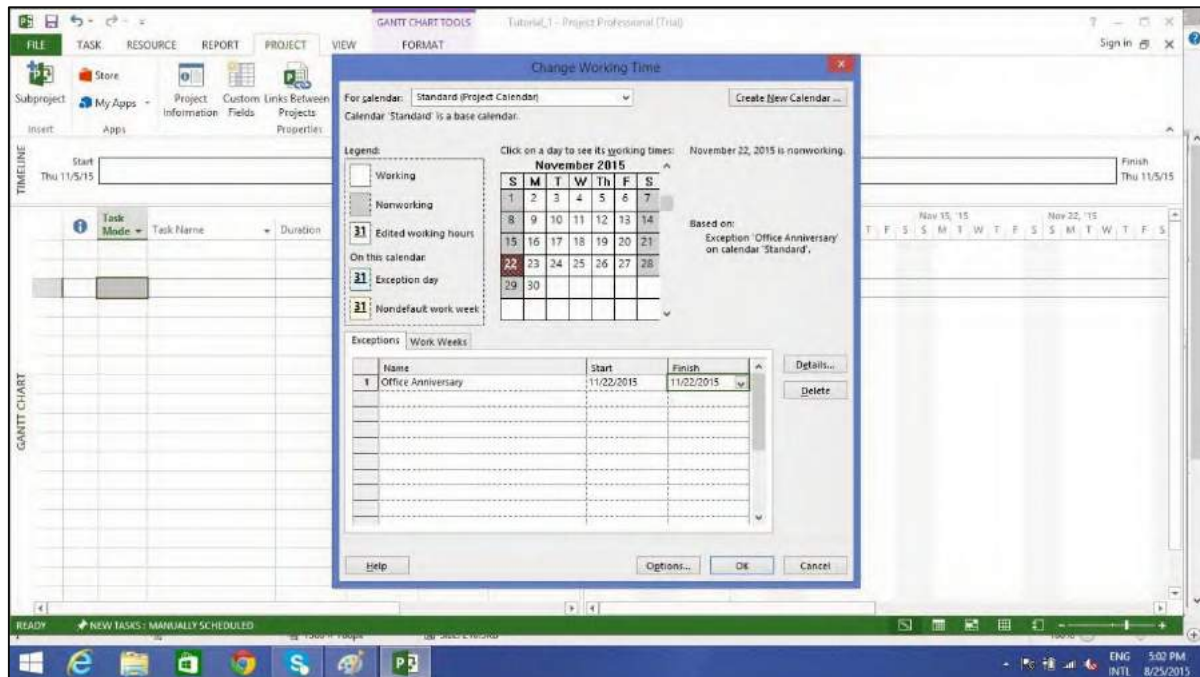 GANTT CHART TOOLS
Tutorial_1 - Project Professional (Trial)
FILE TASK RESOURCE REPORT PROJECT VIEW FORMAT
Sign in
Subproject
Store
My Apps
Project Information
Custom Fields
Links Between Projects
Insert
Apps
Properties
TIMELINE
Start
Thu 11/5/15
Finish
Thu 11/5/15
Task Mode
Task Name
Duration
Nov 15, '15
Nov 22, '15
T F S S M T W T F S S M T W T F S
GANTT CHART
Change Working Time
For calendar: Standard (Project Calendar)
Create New Calendar ...
Calendar 'Standard' is a base calendar.
Legend:
Working
Nonworking
31 Edited working hours
On this calendar:
31 Exception day
31 Nondefault work week
Click on a day to see its working times:
November 2015
S M T W Th F S
1 2 3 4 5 6 7
8 9 10 11 12 13 14
15 16 17 18 19 20 21
22 23 24 25 26 27 28
29 30
November 22, 2015 is nonworking.
Based on:
Exception 'Office Anniversary'
on calendar 'Standard'.
Exceptions Work Weeks
Name Start Finish
1 Office Anniversary 11/22/2015 11/22/2015
Details...
Delete
Help
Options...
OK
Cancel
READY
NEW TASKS : MANUALLY SCHEDULED
ENG
INTL
5:02 PM
8/25/2015